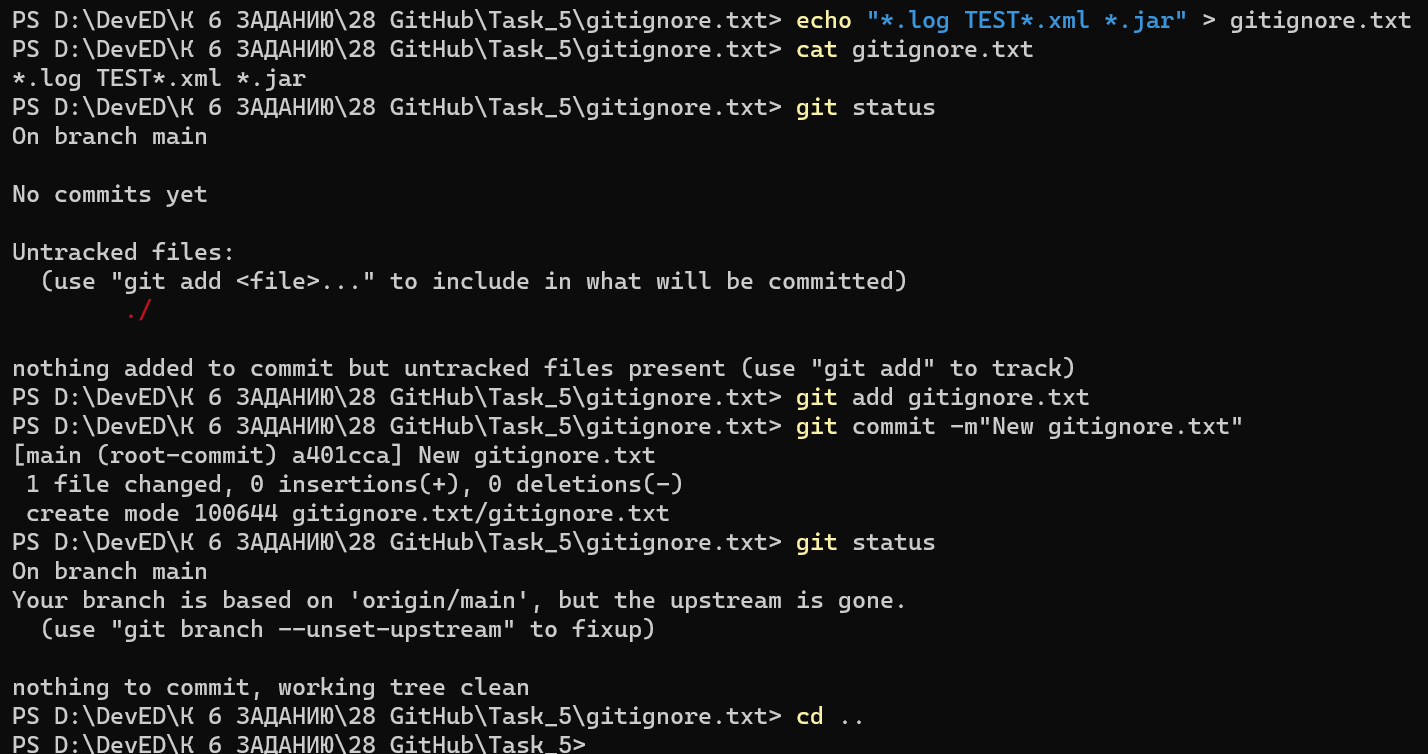 PS D:\DevED\К 6 ЗАДАНИЮ\28 GitHub\Task_5\gitignore.txt> echo "*.log TEST*.xml *.jar" > gitignore.txt
PS D:\DevED\К 6 ЗАДАНИЮ\28 GitHub\Task_5\gitignore.txt> cat gitignore.txt
*.log TEST*.xml *.jar
PS D:\DevED\К 6 ЗАДАНИЮ\28 GitHub\Task_5\gitignore.txt> git status
On branch main

No commits yet

Untracked files:
  (use "git add <file>..." to include in what will be committed)
        ./

nothing added to commit but untracked files present (use "git add" to track)
PS D:\DevED\К 6 ЗАДАНИЮ\28 GitHub\Task_5\gitignore.txt> git add gitignore.txt
PS D:\DevED\К 6 ЗАДАНИЮ\28 GitHub\Task_5\gitignore.txt> git commit -m"New gitignore.txt"
[main (root-commit) a401cca] New gitignore.txt
 1 file changed, 0 insertions(+), 0 deletions(-)
 create mode 100644 gitignore.txt/gitignore.txt
PS D:\DevED\К 6 ЗАДАНИЮ\28 GitHub\Task_5\gitignore.txt> git status
On branch main
Your branch is based on 'origin/main', but the upstream is gone.
  (use "git branch --unset-upstream" to fixup)

nothing to commit, working tree clean
PS D:\DevED\К 6 ЗАДАНИЮ\28 GitHub\Task_5\gitignore.txt> cd ..
PS D:\DevED\К 6 ЗАДАНИЮ\28 GitHub\Task_5>